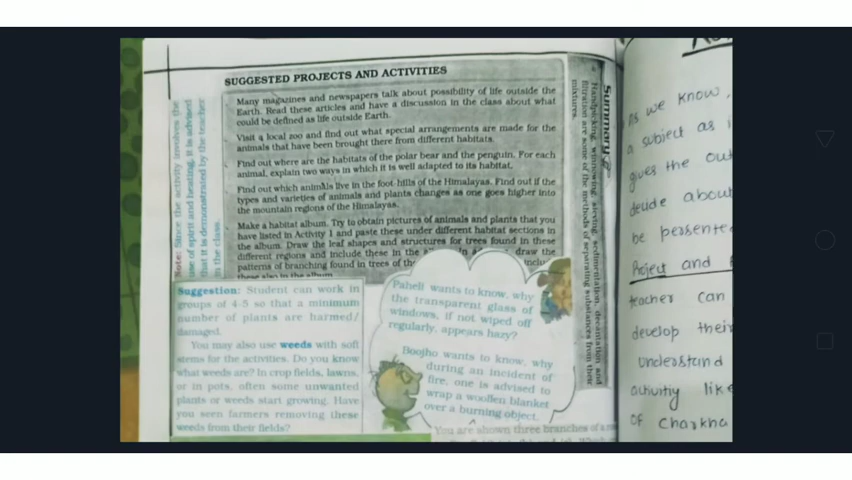 SUGGESTED PROJECTS AND ACTIVITIES
Many magazines and newspapers talk about possibility of life outside the
Earth. Read these articles and have a discussion in the class about what
could be defined as life outside Earth.
Visit a local zoo and find out what special arrangements are made for the
animals that have been brought there from different habitats.
Find out where are the habitats of the polar bear and the penguin. For each
animal, explain two ways in which it is well adapted to its habitat.
Find out which animals live in the foot-hills of the Himalayas. Find out if the
types and varieties of animals and plants changes as one goes higher into
the mountain regions of the Himalayas.
Make a habitat album. Try to obtain pictures of animals and plants that you
have listed in Activity 1 and paste these under different habitat sections in
the album. Draw the leaf shapes and structures for trees found in these
different regions and include these in the draw the
patterns of branching found in trees of the
these also in the album
Note: Since the activity involves the
use of spirit and heating, it is advised
that it is demonstrated by the teacher
in the class.
Suggestion: Student can work in
groups of 4-5 so that a minimum
number of plants are harmed/
damaged.
You may also use weeds with soft
stems for the activities. Do you know
what weeds are? In crop fields, lawns,
or in pots, often some unwanted
plants or weeds start growing. Have
you seen farmers removing these
weeds from their fields?
Paheli wants to know, why
the transparent glass of
windows, if not wiped off
regularly, appears hazy?
Boojho wants to know, why
during an incident of
fire, one is advised to
wrap a woollen blanket
over a burning object.
You are shown three branches of a
Summary
Handpicking, winnowing, sieving, sedimentation, decantation and
filtration are some of the methods of separating substances from their
mixtures.
As we know,
a subject as i
gives the out
decide about
be persente
Project and
teacher can
develop their
understand
activity like
of Charkha